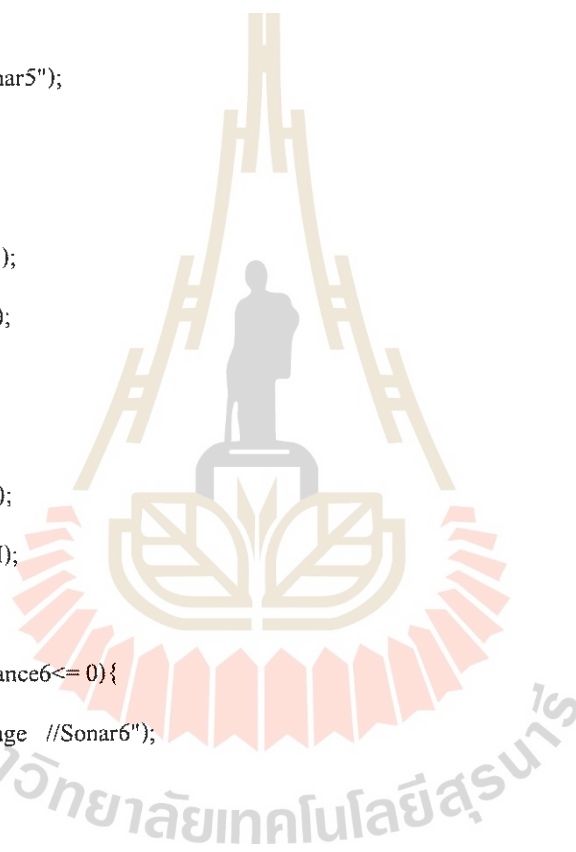 nar5");
);
);
);
I);
ance6<= 0){
nge //Sonar6");
วิทยาลัยเทคโนโลยีสุรนาร